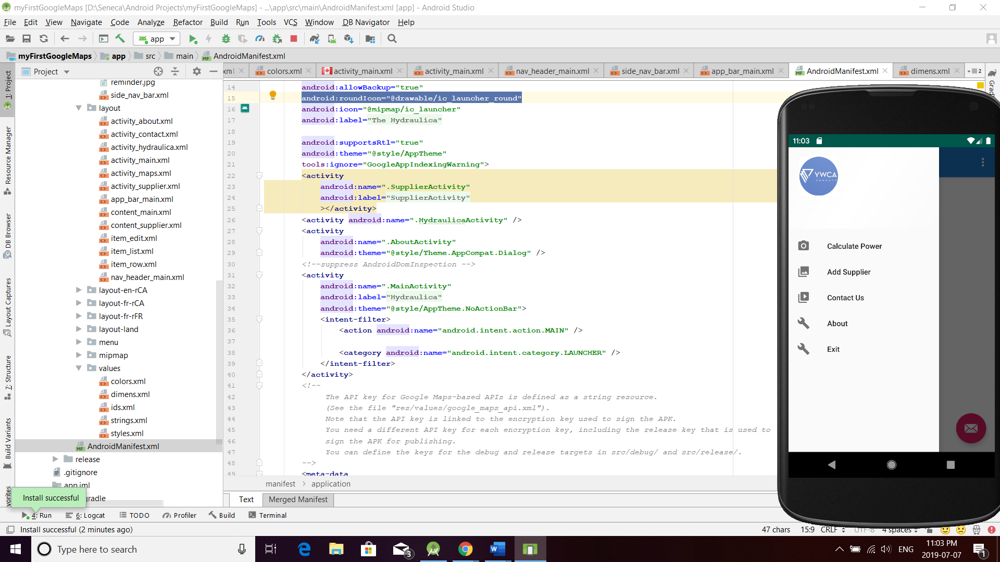 myFirstGoogleMaps [D:\Seneca\Android Projects\myFirstGoogleMaps] - ...\app\src\main\AndroidManifest.xml [app] - Android Studio
File Edit View Navigate Code Analyze Refactor Build Run Tools VCS Window DB Navigator Help
app
myFirstGoogleMaps app src main AndroidManifest.xml
Project
xml colors.xml activity_main.xml activity_main.xml nav_header_main.xml side_nav_bar.xml app_bar_main.xml AndroidManifest.xml dimens.xml 2
1: Project
Resource Manager
DB Browser
Layout Captures
7: Structure
Build Variants
vorites
Gradl
reminder.jpg
side_nav_bar.xml
layout
activity_about.xml
activity_contact.xml
activity_hydraulica.xml
activity_main.xml
activity_maps.xml
activity_supplier.xml
app_bar_main.xml
content_main.xml
content_supplier.xml
item_edit.xml
item_list.xml
item_row.xml
nav_header_main.xml
layout-en-rCA
layout-fr-rCA
layout-fr-rFR
layout-land
menu
mipmap
values
colors.xml
dimens.xml
ids.xml
strings.xml
styles.xml
AndroidManifest.xml
release
.gitignore
app.iml
gradle
14 android:allowBackup="true"
15 android:roundIcon="@drawable/ic_launcher_round"
16 android:icon="@mipmap/ic_launcher"
17 android:label="The Hydraulica"
18
19 android:supportsRtl="true"
20 android:theme="@style/AppTheme"
21 tools:ignore="GoogleAppIndexingWarning">
22 <activity
23 android:name=".SupplierActivity"
24 android:label="SupplierActivity"
25 ></activity>
26 <activity android:name=".HydraulicaActivity" />
27 <activity
28 android:name=".AboutActivity"
29 android:theme="@style/Theme.AppCompat.Dialog" />
30 <!--suppress AndroidDomInspection -->
31 <activity
32 android:name=".MainActivity"
33 android:label="Hydraulica"
34 android:theme="@style/AppTheme.NoActionBar">
35 <intent-filter>
36 <action android:name="android.intent.action.MAIN" />
37
38 <category android:name="android.intent.category.LAUNCHER" />
39 </intent-filter>
40 </activity>
41 <!--
42 The API key for Google Maps-based APIs is defined as a string resource.
43 (See the file "res/values/google_maps_api.xml").
44 Note that the API key is linked to the encryption key used to sign the APK.
45 You need a different API key for each encryption key, including the release key that is used to
46 sign the APK for publishing.
47 You can define the keys for the debug and release targets in src/debug/ and src/release/.
48 -->
49 <meta-data
manifest application
Text Merged Manifest
11:03
YWCA
TORONTO
Calculate Power
Add Supplier
Contact Us
About
Exit
Install successful
4: Run 6: Logcat TODO Profiler Build Terminal
Install successful (2 minutes ago)
47 chars 15:9 CRLF UTF-8 4 spaces
Type here to search
3
ENG
11:03 PM
2019-07-07
1